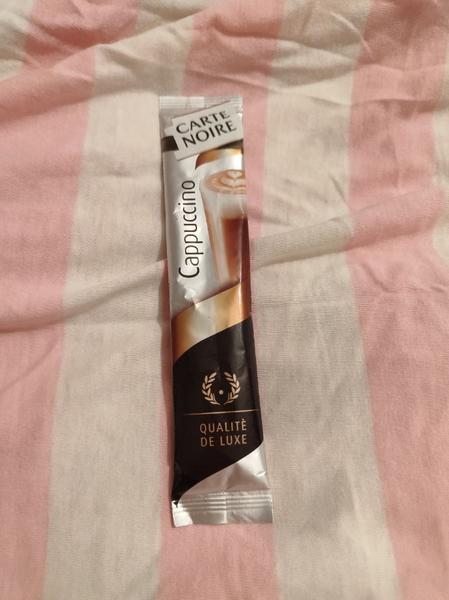 CARTE
NOIRE
Cappuccino
QUALITÈ
DE LUXE